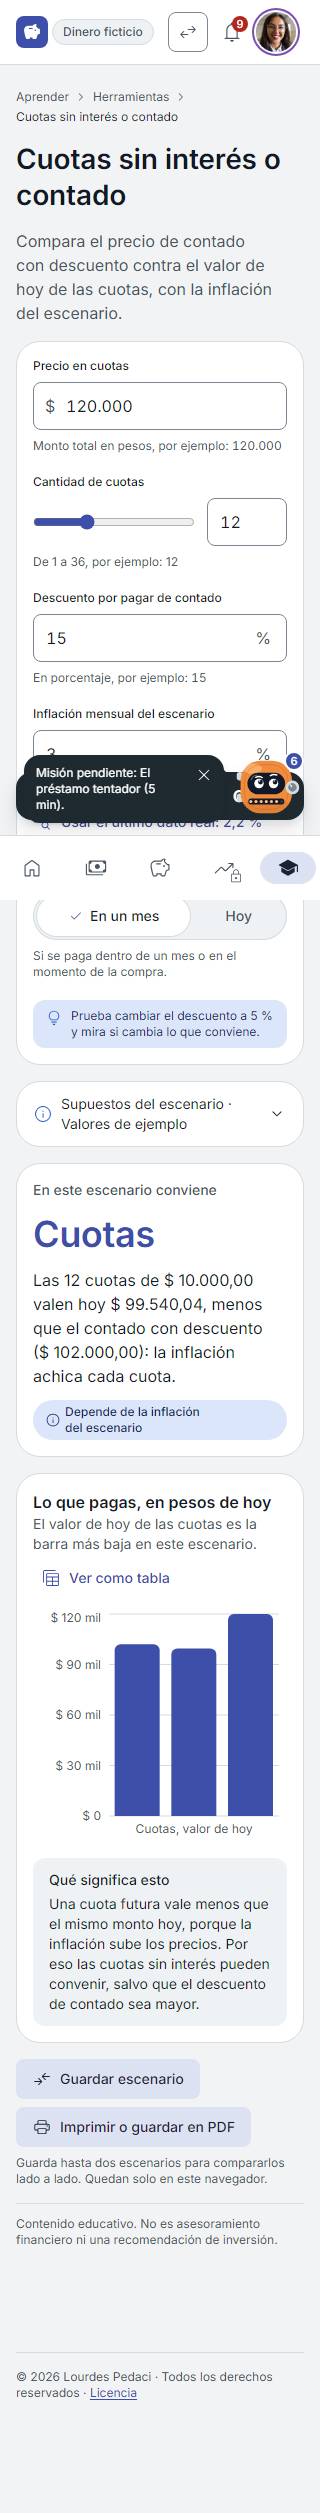 Dinero ficticio
9
Aprender > Herramientas >
Cuotas sin interés o contado
Cuotas sin interés o
contado
Compara el precio de contado
con descuento contra el valor de
hoy de las cuotas, con la inflación
del escenario.
Precio en cuotas
$ 120.000
Monto total en pesos, por ejemplo: 120.000
Cantidad de cuotas
12
De 1 a 36, por ejemplo: 12
Descuento por pagar de contado
15 %
En porcentaje, por ejemplo: 15
Inflación mensual del escenario
3 %
6
Misión pendiente: El
préstamo tentador (5
min).
Usar el último dato real: 2,2 %
En un mes Hoy
Si se paga dentro de un mes o en el
momento de la compra.
Prueba cambiar el descuento a 5 %
y mira si cambia lo que conviene.
Supuestos del escenario ·
Valores de ejemplo
En este escenario conviene
Cuotas
Las 12 cuotas de $ 10.000,00
valen hoy $ 99.540,04, menos
que el contado con descuento
($ 102.000,00): la inflación
achica cada cuota.
Depende de la inflación
del escenario
Lo que pagas, en pesos de hoy
El valor de hoy de las cuotas es la
barra más baja en este escenario.
Ver como tabla
$ 120 mil
$ 90 mil
$ 60 mil
$ 30 mil
$ 0
Cuotas, valor de hoy
Qué significa esto
Una cuota futura vale menos que
el mismo monto hoy, porque la
inflación sube los precios. Por
eso las cuotas sin interés pueden
convenir, salvo que el descuento
de contado sea mayor.
Guardar escenario
Imprimir o guardar en PDF
Guarda hasta dos escenarios para compararlos
lado a lado. Quedan solo en este navegador.
Contenido educativo. No es asesoramiento
financiero ni una recomendación de inversión.
© 2026 Lourdes Pedaci · Todos los derechos
reservados · Licencia